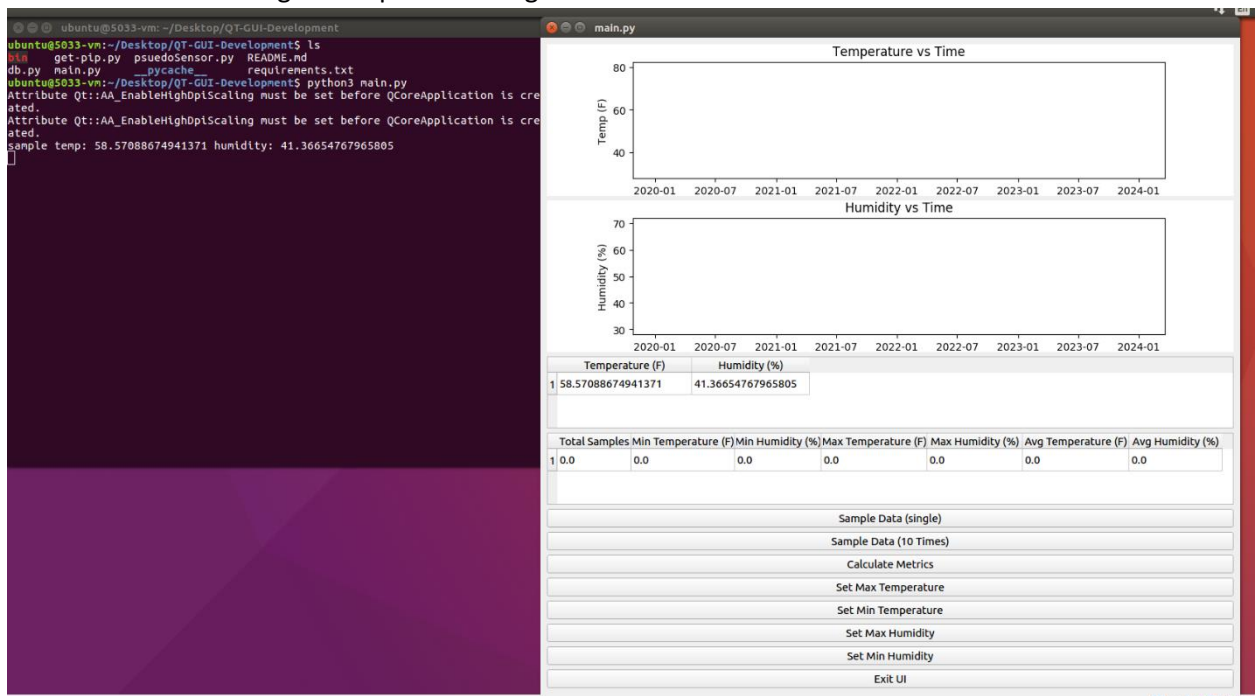 ubuntu@5033-vm: ~/Desktop/QT-GUI-Development
ubuntu@5033-vm:~/Desktop/QT-GUI-Development$ ls
bin get-pip.py psuedoSensor.py README.md
db.py main.py __pycache__ requirements.txt
ubuntu@5033-vm:~/Desktop/QT-GUI-Development$ python3 main.py
Attribute Qt::AA_EnableHighDpiScaling must be set before QCoreApplication is cre
ated.
Attribute Qt::AA_EnableHighDpiScaling must be set before QCoreApplication is cre
ated.
sample temp: 58.57088674941371 humidity: 41.36654767965805
main.py
Temperature vs Time
Temp (F)
80
60
40
2020-01 2020-07 2021-01 2021-07 2022-01 2022-07 2023-01 2023-07 2024-01
Humidity vs Time
Humidity (%)
70
60
50
40
30
2020-01 2020-07 2021-01 2021-07 2022-01 2022-07 2023-01 2023-07 2024-01
Temperature (F) Humidity (%)
1 58.57088674941371 41.36654767965805
Total Samples Min Temperature (F) Min Humidity (%) Max Temperature (F) Max Humidity (%) Avg Temperature (F) Avg Humidity (%)
1 0.0 0.0 0.0 0.0 0.0 0.0 0.0
Sample Data (single)
Sample Data (10 Times)
Calculate Metrics
Set Max Temperature
Set Min Temperature
Set Max Humidity
Set Min Humidity
Exit UI